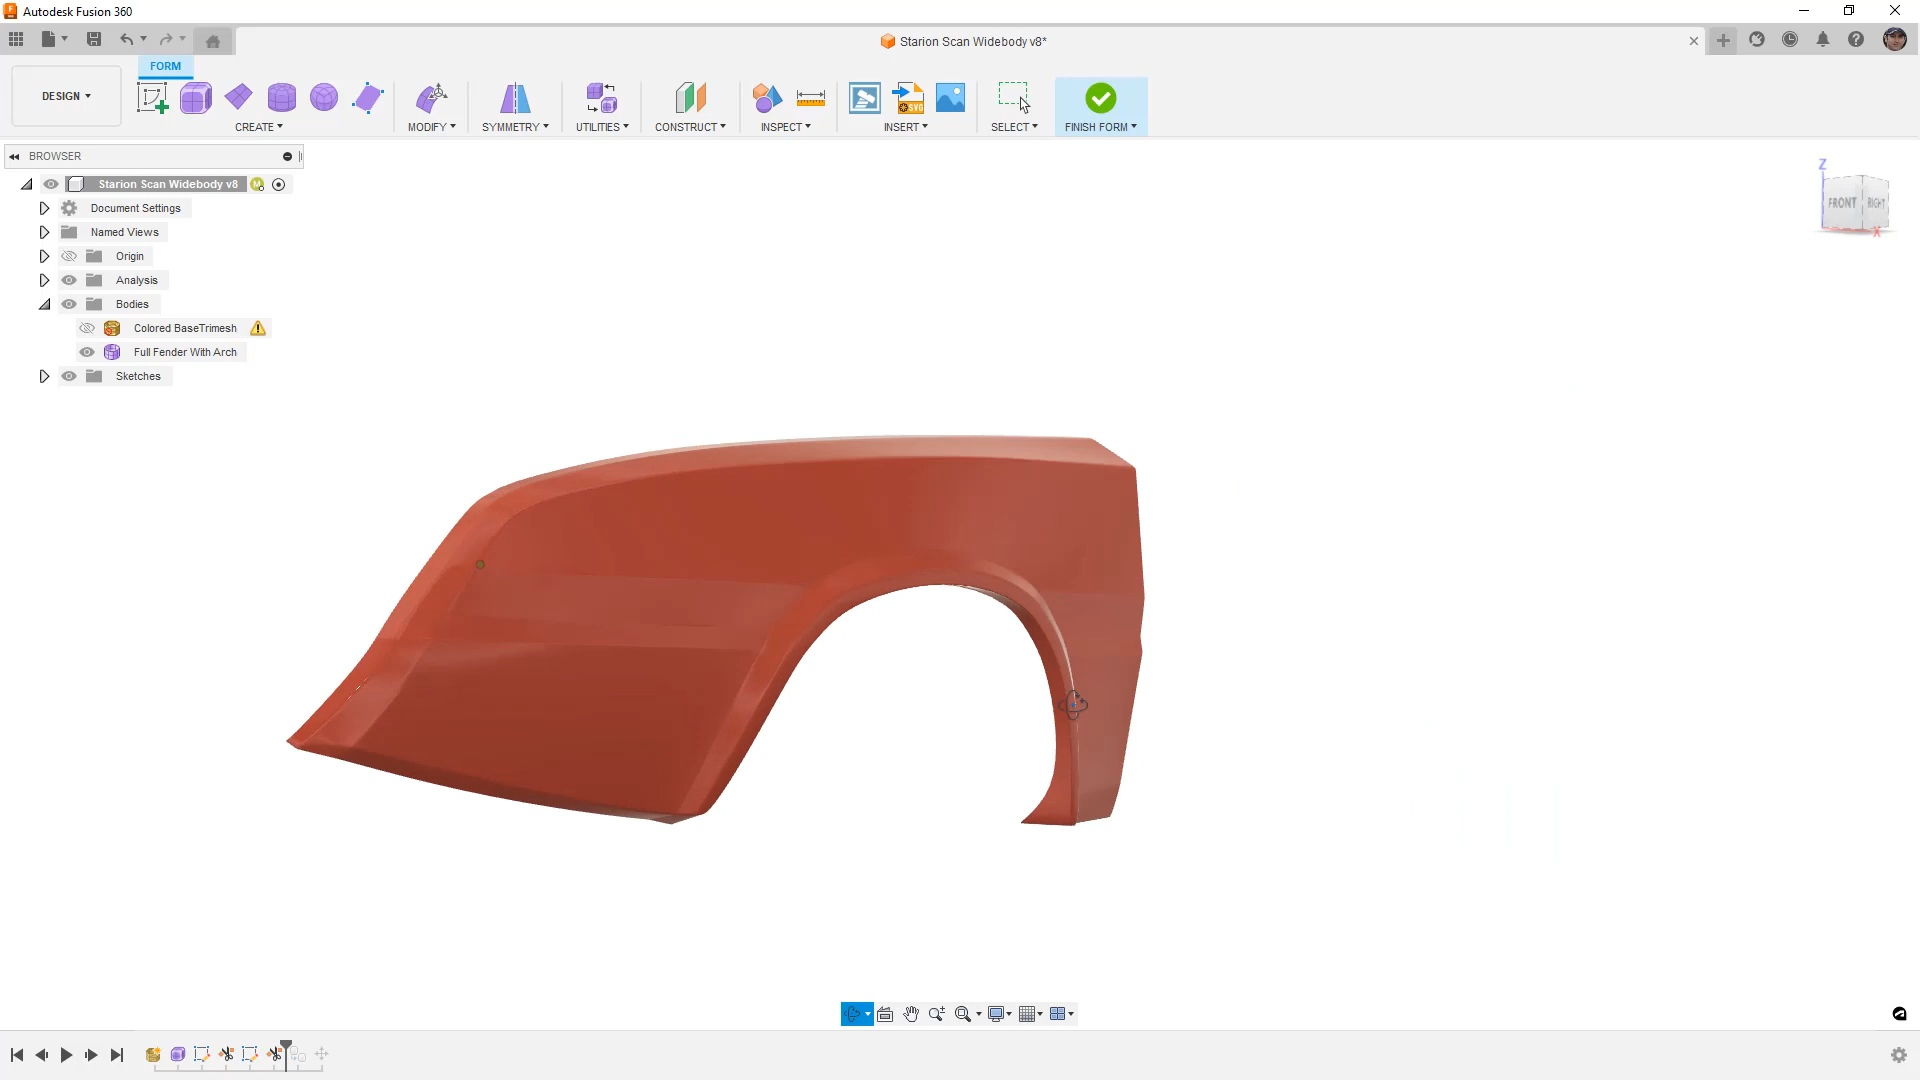 Autodesk Fusion 360
Starion Scan Widebody v8*
FORM
DESIGN
CREATE
MODIFY
SYMMETRY
UTILITIES
CONSTRUCT
INSPECT
INSERT
SELECT
FINISH FORM
SVG
BROWSER
Starion Scan Widebody v8
M
Document Settings
Named Views
Origin
Analysis
Bodies
Colored BaseTrimesh
Full Fender With Arch
Sketches
Z
FRONT
RIGHT
X